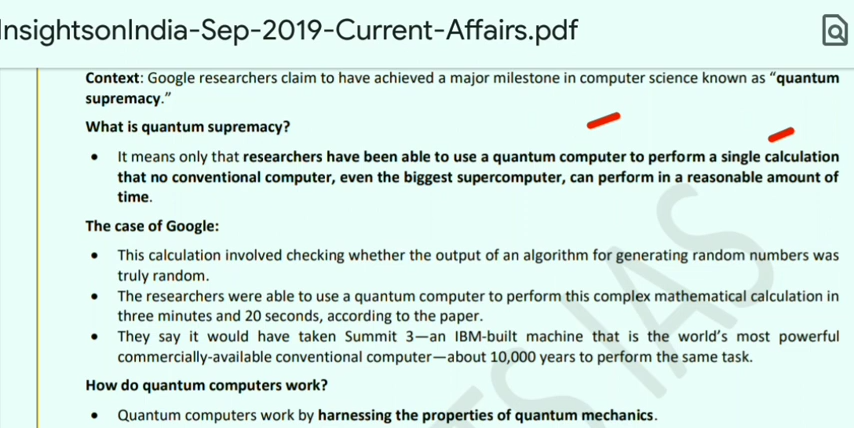 InsightsonIndia-Sep-2019-Current-Affairs.pdf
Context: Google researchers claim to have achieved a major milestone in computer science known as “quantum
supremacy.”
What is quantum supremacy?
• It means only that researchers have been able to use a quantum computer to perform a single calculation
that no conventional computer, even the biggest supercomputer, can perform in a reasonable amount of
time.
The case of Google:
• This calculation involved checking whether the output of an algorithm for generating random numbers was
truly random.
• The researchers were able to use a quantum computer to perform this complex mathematical calculation in
three minutes and 20 seconds, according to the paper.
• They say it would have taken Summit 3—an IBM-built machine that is the world’s most powerful
commercially-available conventional computer—about 10,000 years to perform the same task.
How do quantum computers work?
• Quantum computers work by harnessing the properties of quantum mechanics.